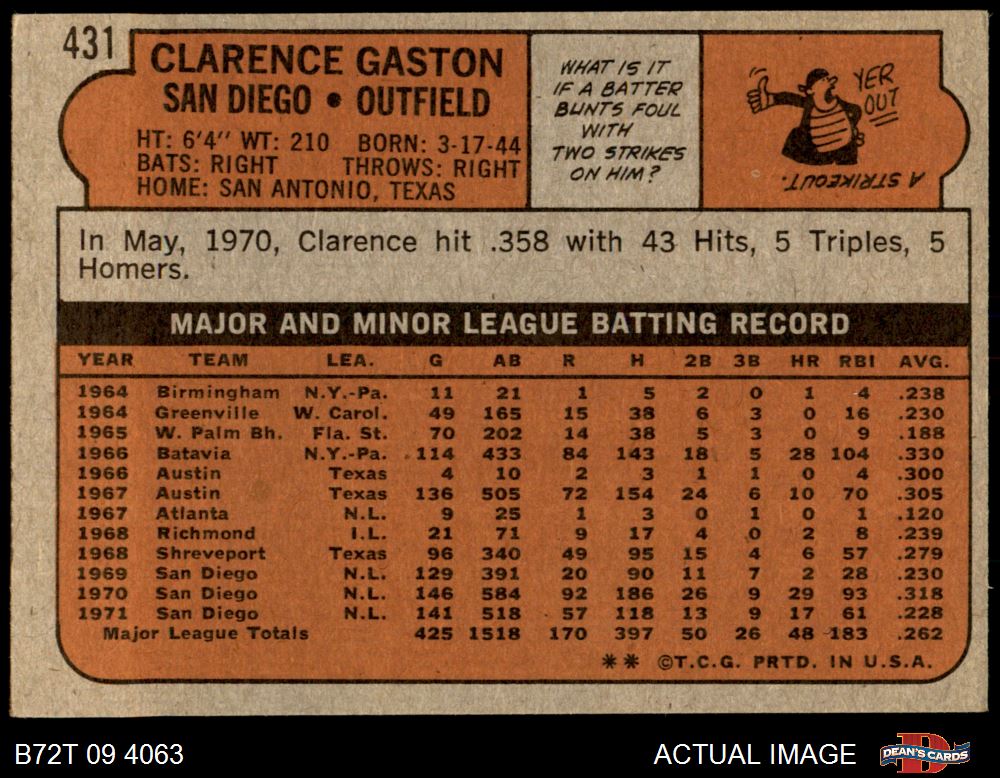 431
CLARENCE GASTON
SAN DIEGO • OUTFIELD
HT: 6'4" WT: 210 BORN: 3-17-44
BATS: RIGHT THROWS: RIGHT
HOME: SAN ANTONIO, TEXAS
WHAT IS IT
IF A BATTER
BUNTS FOUL
WITH
TWO STRIKES
ON HIM?
YER
OUT
A STRIKEOUT.
In May, 1970, Clarence hit .358 with 43 Hits, 5 Triples, 5
Homers.
MAJOR AND MINOR LEAGUE BATTING RECORD
YEAR TEAM LEA. G AB R H 2B 3B HR RBI AVG.
1964 Birmingham N.Y.-Pa. 11 21 1 5 2 0 1 4 .238
1964 Greenville W. Carol. 49 165 15 38 6 3 0 16 .230
1965 W. Palm Bh. Fla. St. 70 202 14 38 5 3 0 9 .188
1966 Batavia N.Y.-Pa. 114 433 84 143 18 5 28 104 .330
1966 Austin Texas 4 10 2 3 1 1 0 4 .300
1967 Austin Texas 136 505 72 154 24 6 10 70 .305
1967 Atlanta N.L. 9 25 1 3 0 1 0 1 .120
1968 Richmond I.L. 21 71 9 17 4 0 2 8 .239
1968 Shreveport Texas 96 340 49 95 15 4 6 57 .279
1969 San Diego N.L. 129 391 20 90 11 7 2 28 .230
1970 San Diego N.L. 146 584 92 186 26 9 29 93 .318
1971 San Diego N.L. 141 518 57 118 13 9 17 61 .228
Major League Totals 425 1518 170 397 50 26 48 183 .262
** ©T.C.G. PRTD. IN U.S.A.
B72T 09 4063
ACTUAL IMAGE
DEAN'S CARDS